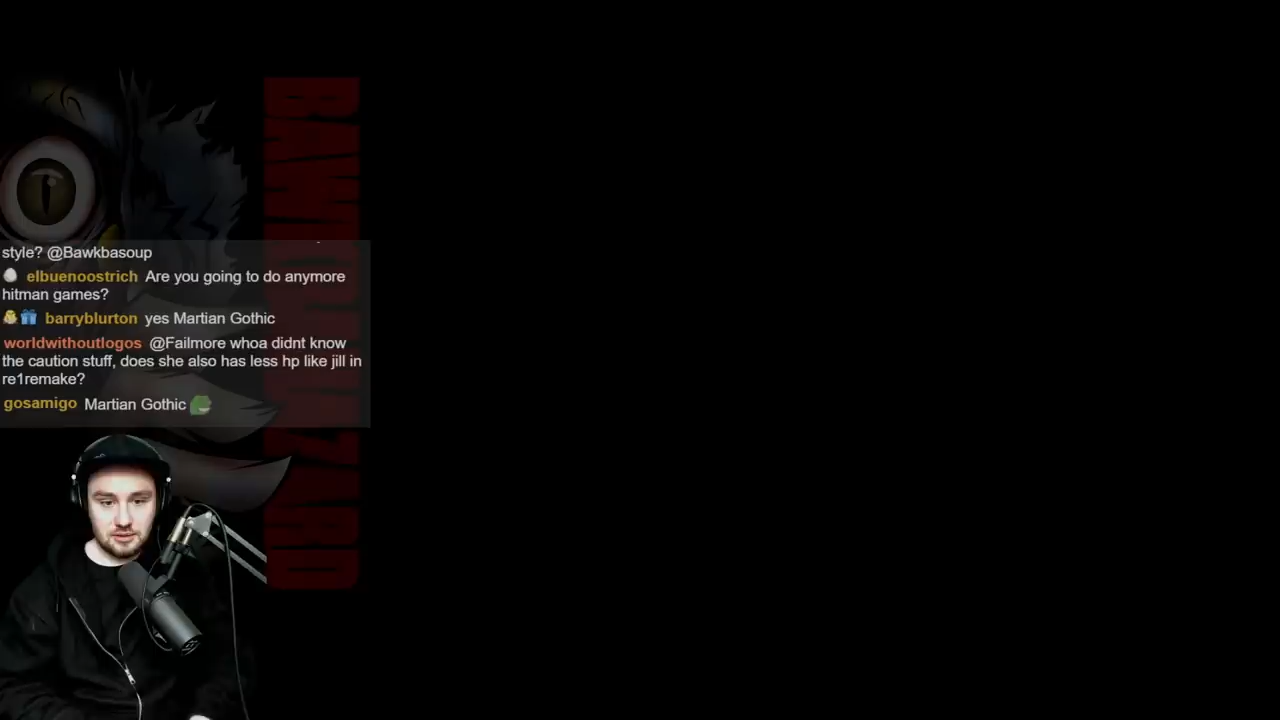 style? @Bawkbasoup
elbuenoostrich Are you going to do anymore
hitman games?
barryblurton yes Martian Gothic
worldwithoutlogos @Failmore whoa didnt know
the caution stuff, does she also has less hp like jill in
re1remake?
gosamigo Martian Gothic